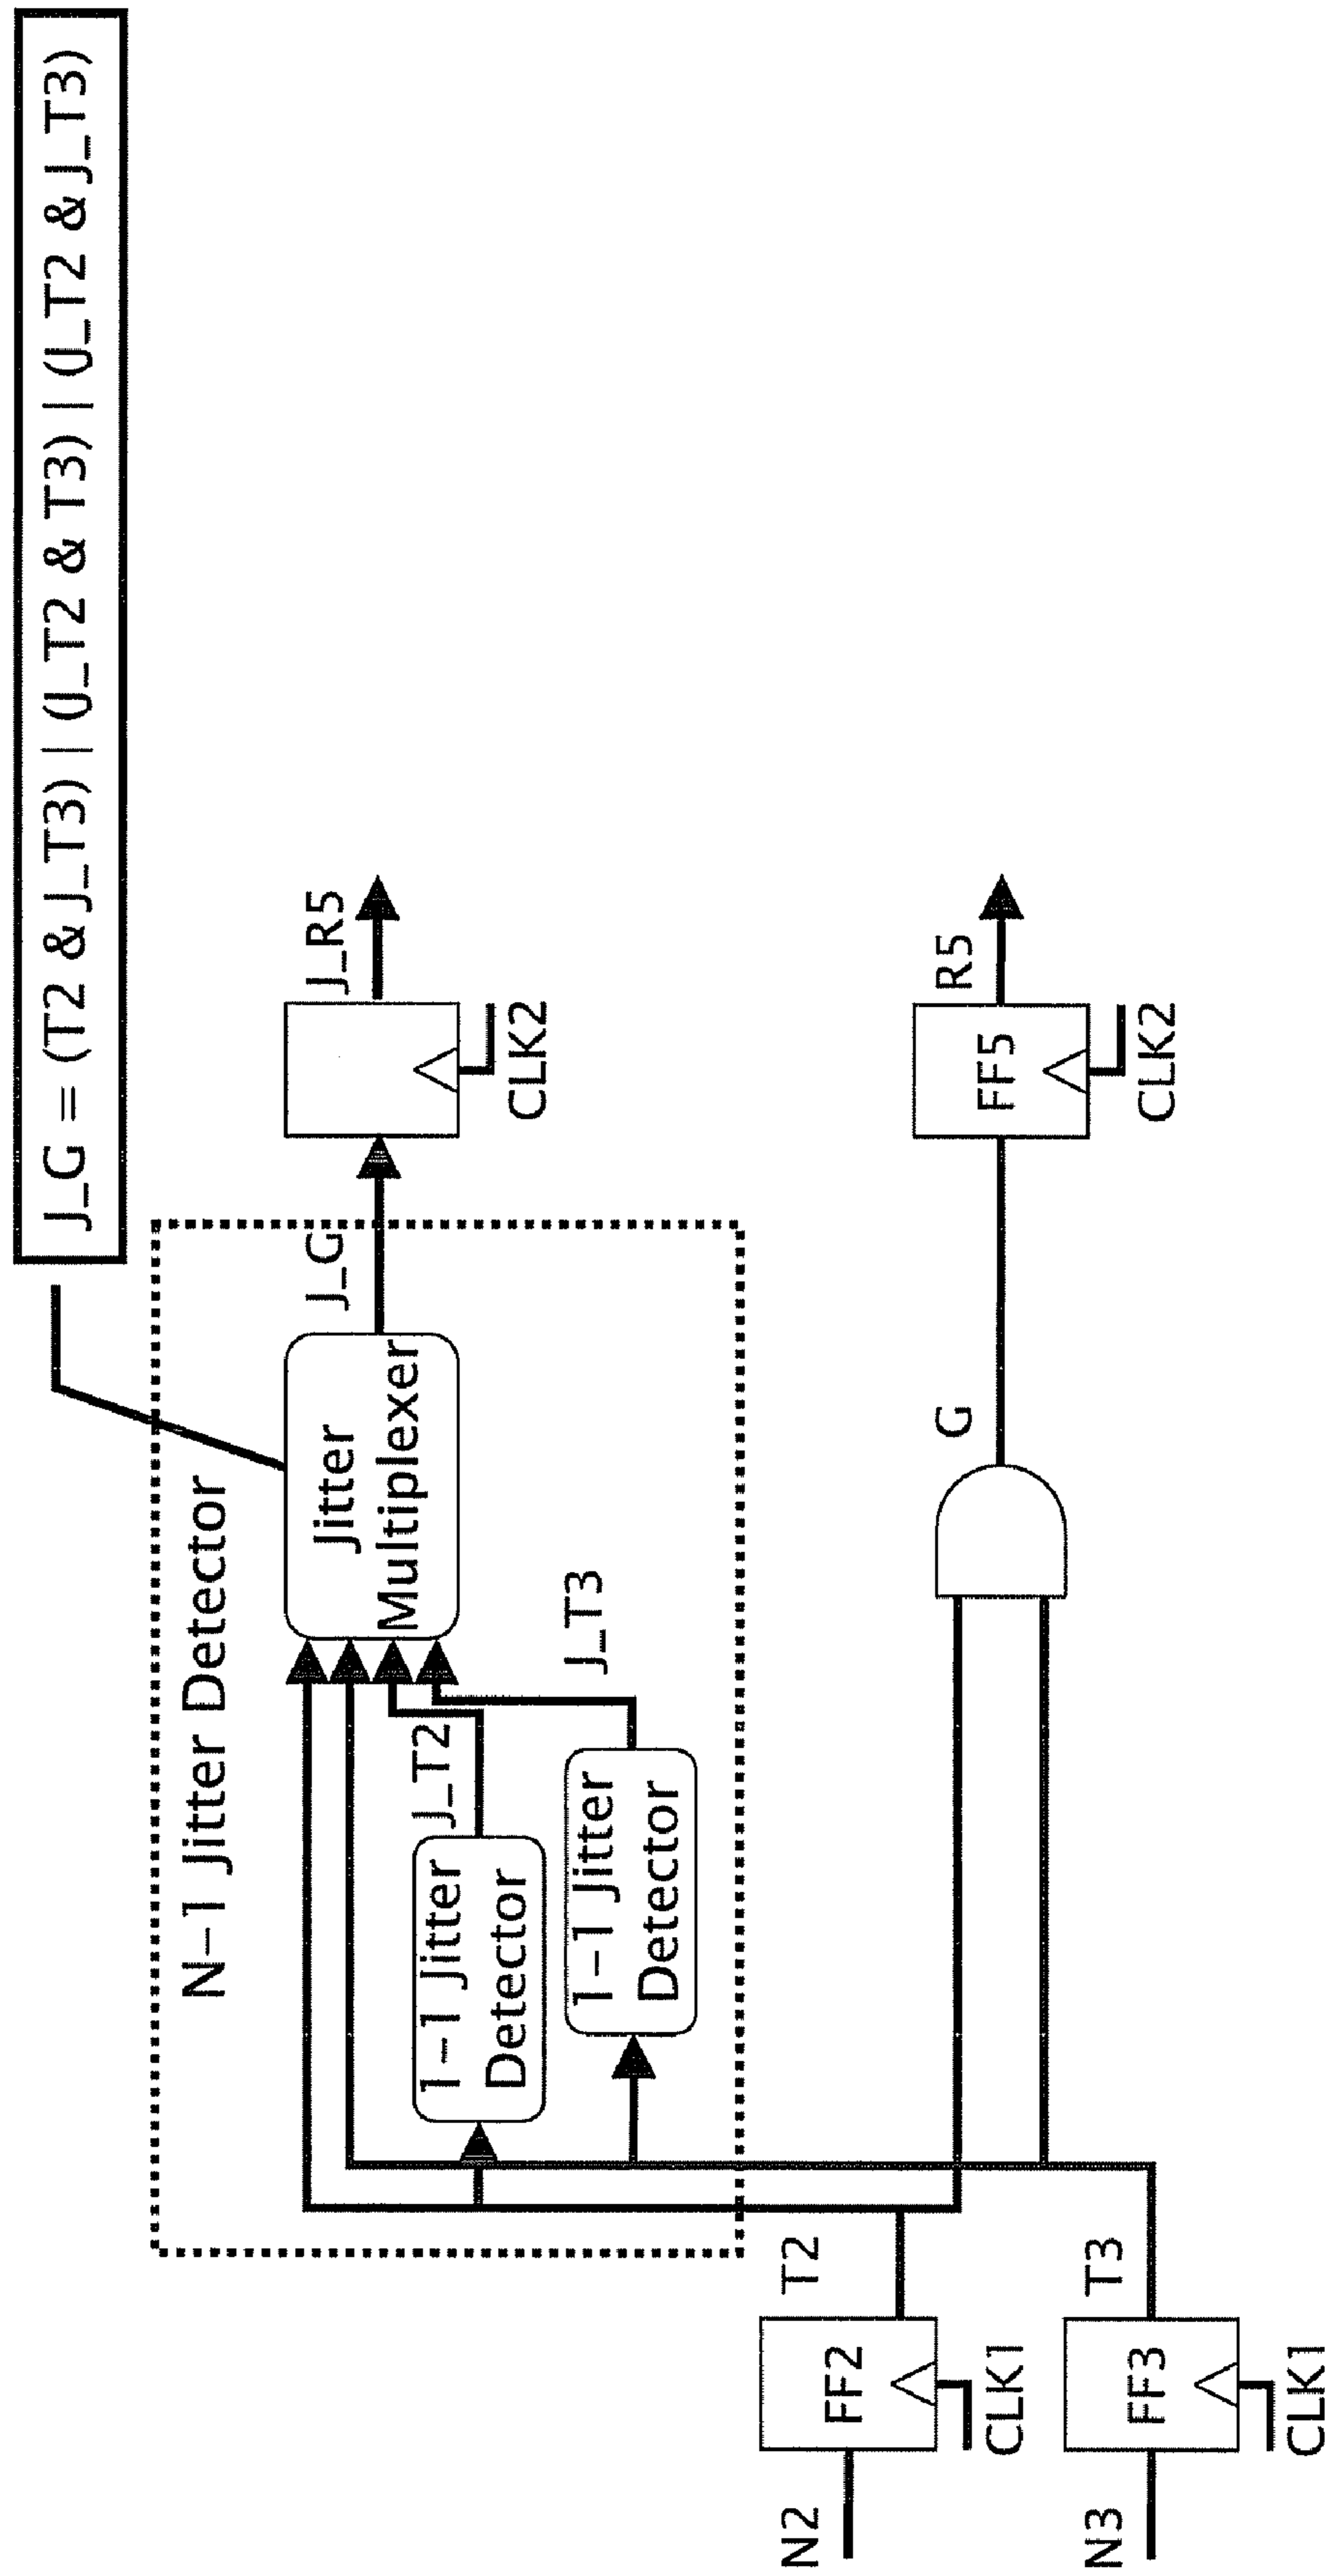 J_G = (T2 & J_T3) | (J_T2 & T3) | (J_T2 & J_T3)
N-1 Jitter Detector
Jitter
Multiplexer
J_G
J_R5
CLK2
1-1 Jitter
Detector
J_T2
1-1 Jitter
Detector
J_T3
N2
FF2
CLK1
T2
N3
FF3
CLK1
T3
G
FF5
R5
CLK2